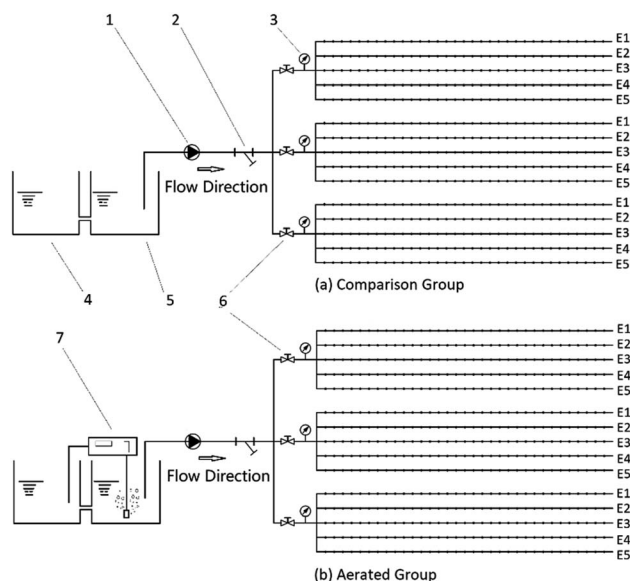 1
2
3
E1
E2
E3
E4
E5
E1
E2
E3
E4
E5
Flow Direction
E1
E2
E3
E4
E5
4
5
6
(a) Comparison Group
7
E1
E2
E3
E4
E5
E1
E2
E3
E4
E5
Flow Direction
E1
E2
E3
E4
E5
(b) Aerated Group